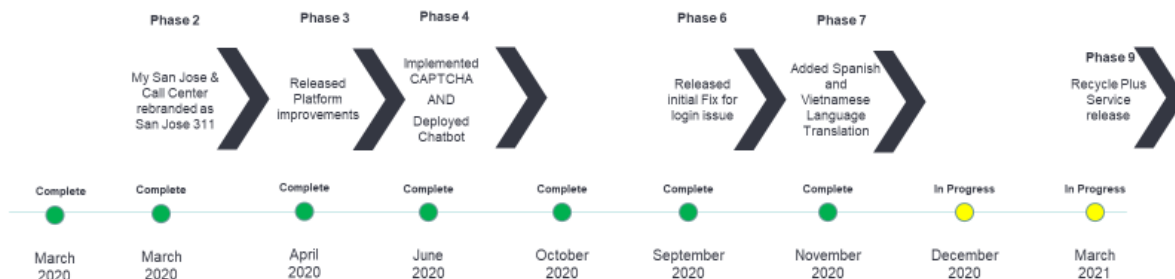 Phase 2
My San Jose &
Call Center
rebranded as
San Jose 311
Phase 3
Released
Platform
improvements
Phase 4
Implemented
CAPTCHA
AND
Deployed
Chatbot
Phase 6
Released
initial Fix for
login issue
Phase 7
Added Spanish
and
Vietnamese
Language
Translation
Phase 9
Recycle Plus
Service
release
Complete
Complete
Complete
Complete
Complete
Complete
Complete
In Progress
In Progress
March
2020
March
2020
April
2020
June
2020
October
2020
September
2020
November
2020
December
2020
March
2021